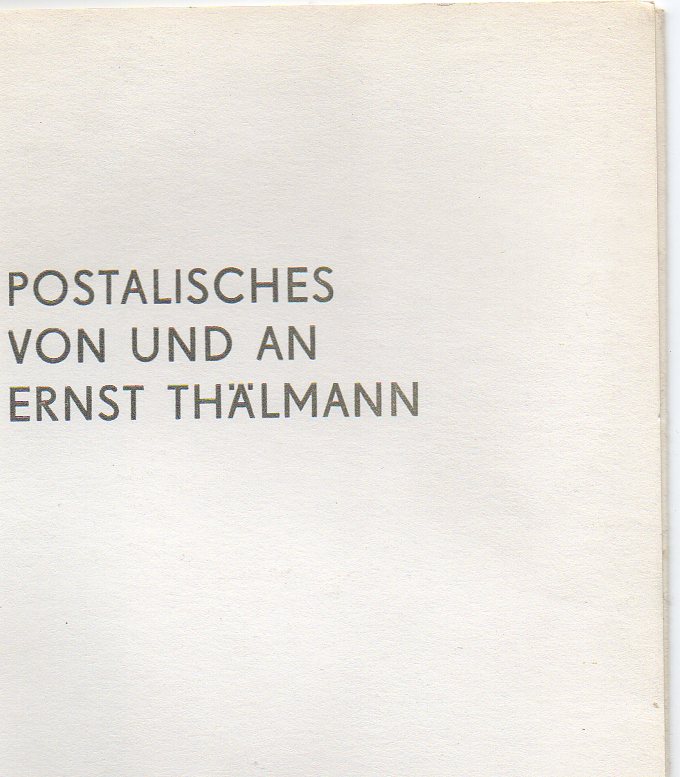 POSTALISCHES
VON UND AN
ERNST THÄLMANN